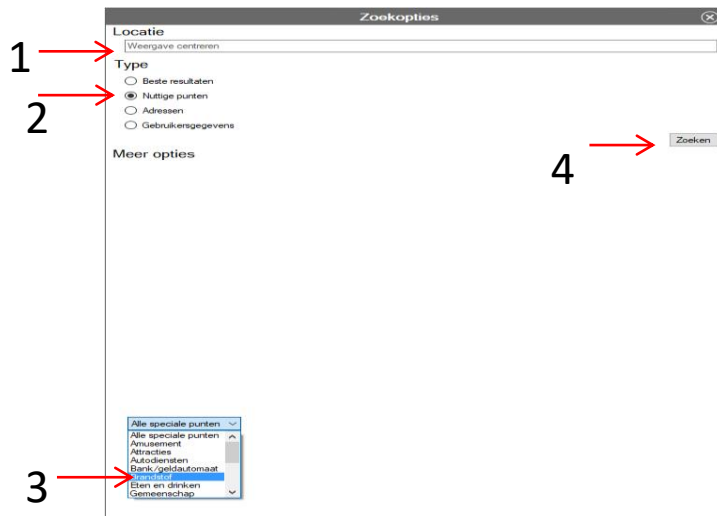 Zoekopties
Locatie
1
Weergave centreren
Type
Beste resultaten
2
Nuttige punten
Adressen
Gebruikersgegevens
4
Zoeken
Meer opties
Alle speciale punten
Alle speciale punten
Amusement
Attracties
Autodiensten
Bank/geldautomaat
3
Brandstof
Eten en drinken
Gemeenschap